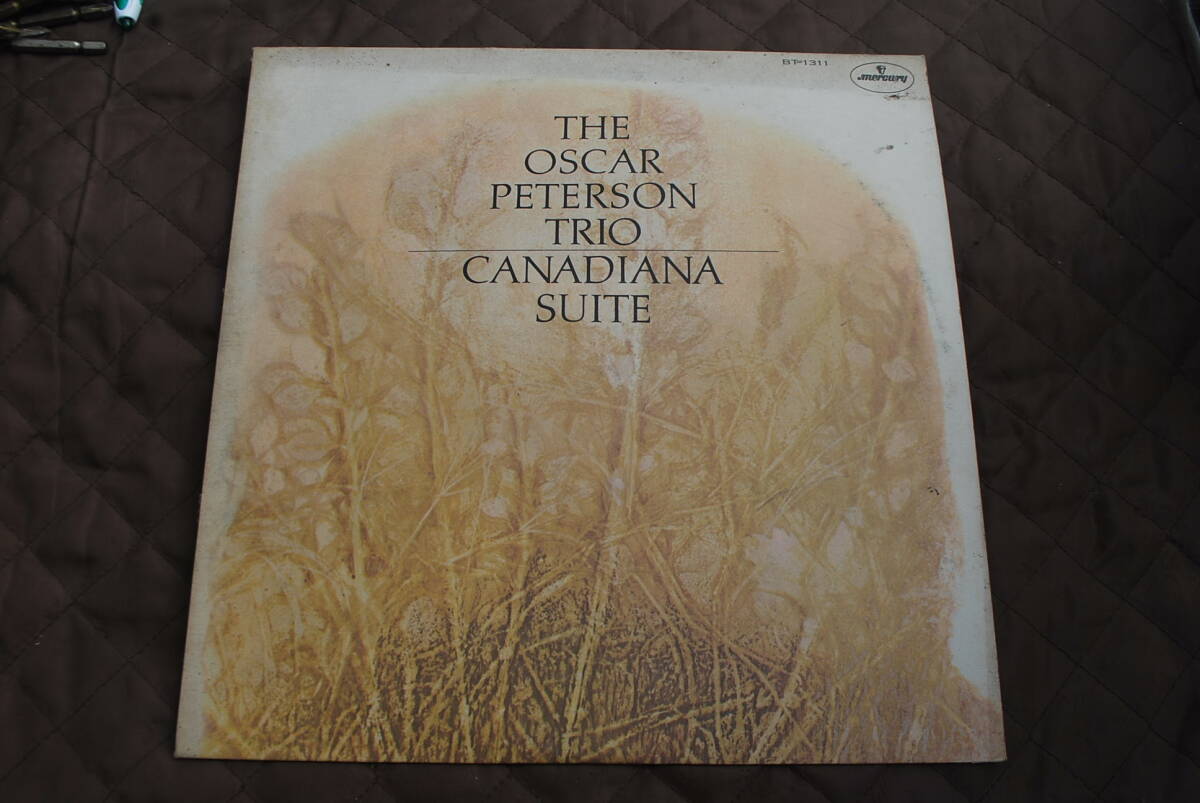 BT-1311
mercury
THE
OSCAR
PETERSON
TRIO
CANADIANA
SUITE